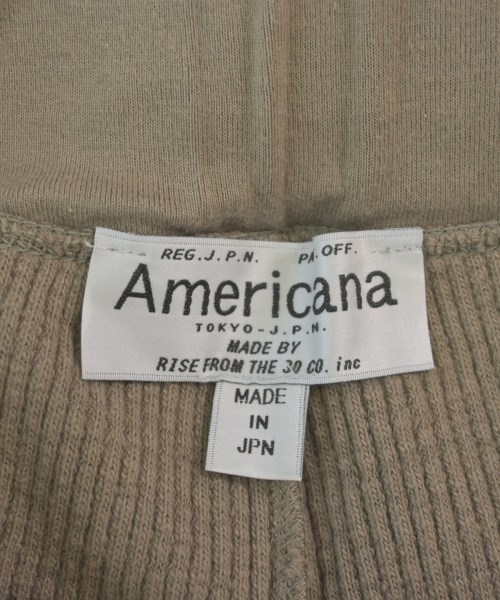 REG.J.P.N. PA.OFF.
Americana
TOKYO-J.P.N.
MADE BY
RISE FROM THE 30 CO. inc
MADE
IN
JPN